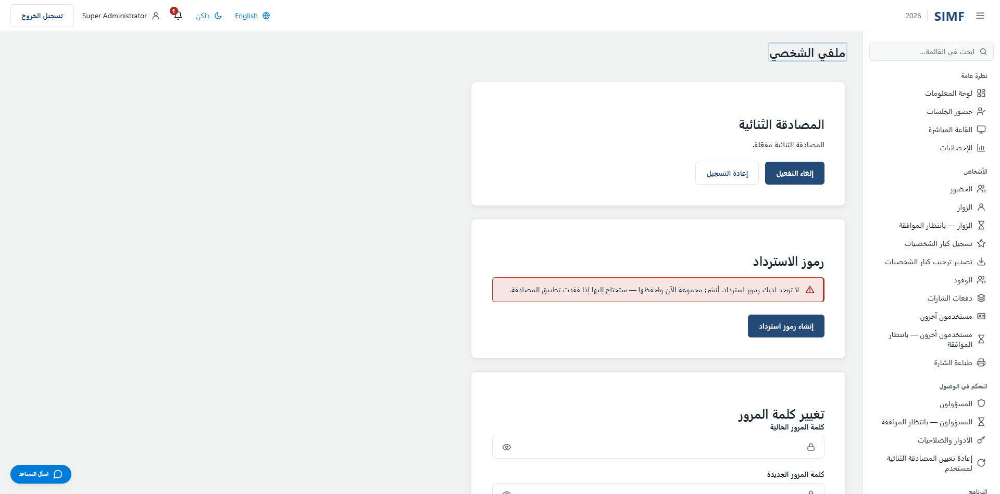 SIMF
2026
English
داكن
1
Super Administrator
تسجيل الخروج
ابحث في القائمة...
نظرة عامة
لوحة المعلومات
حضور الجلسات
القاعة المباشرة
الإحصائيات
الأشخاص
الحضور
الزوار
الزوار — بانتظار الموافقة
تسجيل كبار الشخصيات
تصدير ترحيب كبار الشخصيات
الوفود
دفعات الشارات
مستخدمون آخرون
مستخدمون آخرون — بانتظار
الموافقة
طباعة الشارة
التحكم في الوصول
المسؤولون
المسؤولون — بانتظار الموافقة
الأدوار والصلاحيات
إعادة تعيين المصادقة الثنائية
لمستخدم
البرنامج
ملفي الشخصي
المصادقة الثنائية
المصادقة الثنائية مفعّلة.
إلغاء التفعيل
إعادة التسجيل
رموز الاسترداد
لا توجد لديك رموز استرداد. أنشئ مجموعة الآن واحفظها — ستحتاج إليها إذا فقدت تطبيق المصادقة.
إنشاء رموز استرداد
تغيير كلمة المرور
كلمة المرور الحالية
كلمة المرور الجديدة
اسأل المساعد